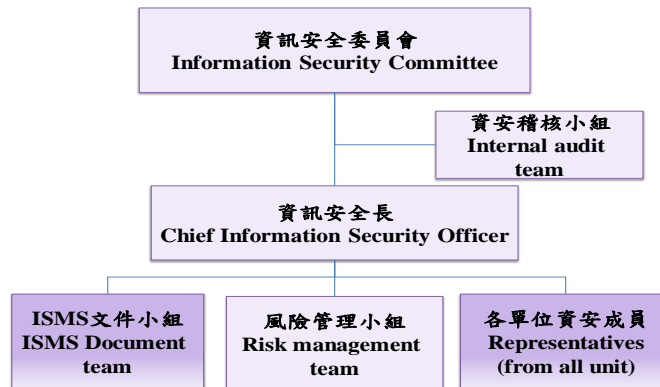 資訊安全委員會
Information Security Committee
資安稽核小組
Internal audit
team
資訊安全長
Chief Information Security Officer
ISMS文件小組
ISMS Document
team
風險管理小組
Risk management
team
各單位資安成員
Representatives
(from all unit)